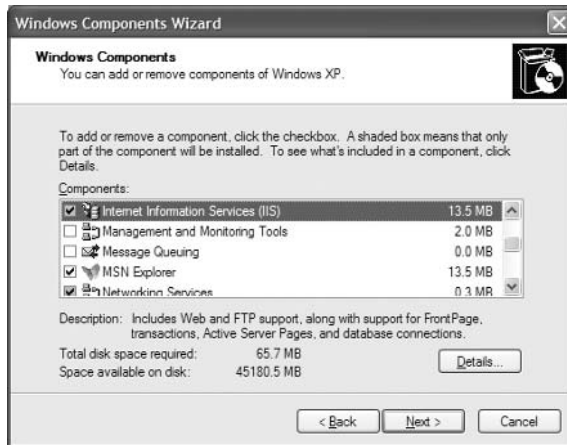 Windows Components Wizard
Windows Components
You can add or remove components of Windows XP.
To add or remove a component, click the checkbox. A shaded box means that only
part of the component will be installed. To see what's included in a component, click
Details.
Components:
Internet Information Services (IIS) 13.5 MB
Management and Monitoring Tools 2.0 MB
Message Queuing 0.0 MB
MSN Explorer 13.5 MB
Networking Services 0.3 MB
Description: Includes Web and FTP support, along with support for FrontPage,
transactions, Active Server Pages, and database connections.
Total disk space required: 65.7 MB
Space available on disk: 45180.5 MB
Details...
< Back
Next >
Cancel